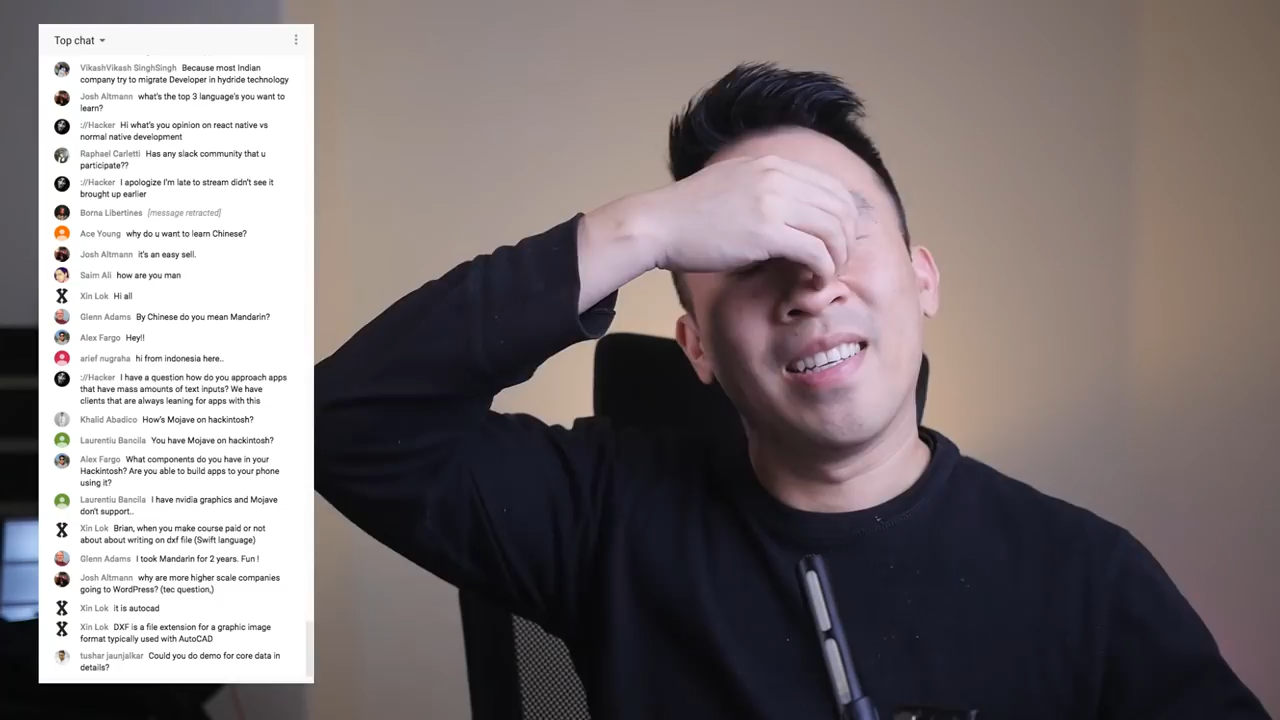 Top chat
VikashVikash SinghSingh Because most Indian
company try to migrate Developer in hydride technology
Josh Altmann what's the top 3 language's you want to
learn?
://Hacker Hi what's you opinion on react native vs
normal native development
Raphael Carletti Has any slack community that u
participate??
://Hacker I apologize I'm late to stream didn't see it
brought up earlier
Borna Libertines [message retracted]
Ace Young why do u want to learn Chinese?
Josh Altmann it's an easy sell.
Saim Ali how are you man
Xin Lok Hi all
Glenn Adams By Chinese do you mean Mandarin?
Alex Fargo Hey!!
arief nugraha hi from indonesia here..
://Hacker I have a question how do you approach apps
that have mass amounts of text inputs? We have
clients that are always leaning for apps with this
Khalid Abadico How's Mojave on hackintosh?
Laurentiu Bancila You have Mojave on hackintosh?
Alex Fargo What components do you have in your
Hackintosh? Are you able to build apps to your phone
using it?
Laurentiu Bancila I have nvidia graphics and Mojave
don't support..
Xin Lok Brian, when you make course paid or not
about about writing on dxf file (Swift language)
Glenn Adams I took Mandarin for 2 years. Fun !
Josh Altmann why are more higher scale companies
going to WordPress? (tec question,)
Xin Lok it is autocad
Xin Lok DXF is a file extension for a graphic image
format typically used with AutoCAD
tushar jaunjalkar Could you do demo for core data in
details?